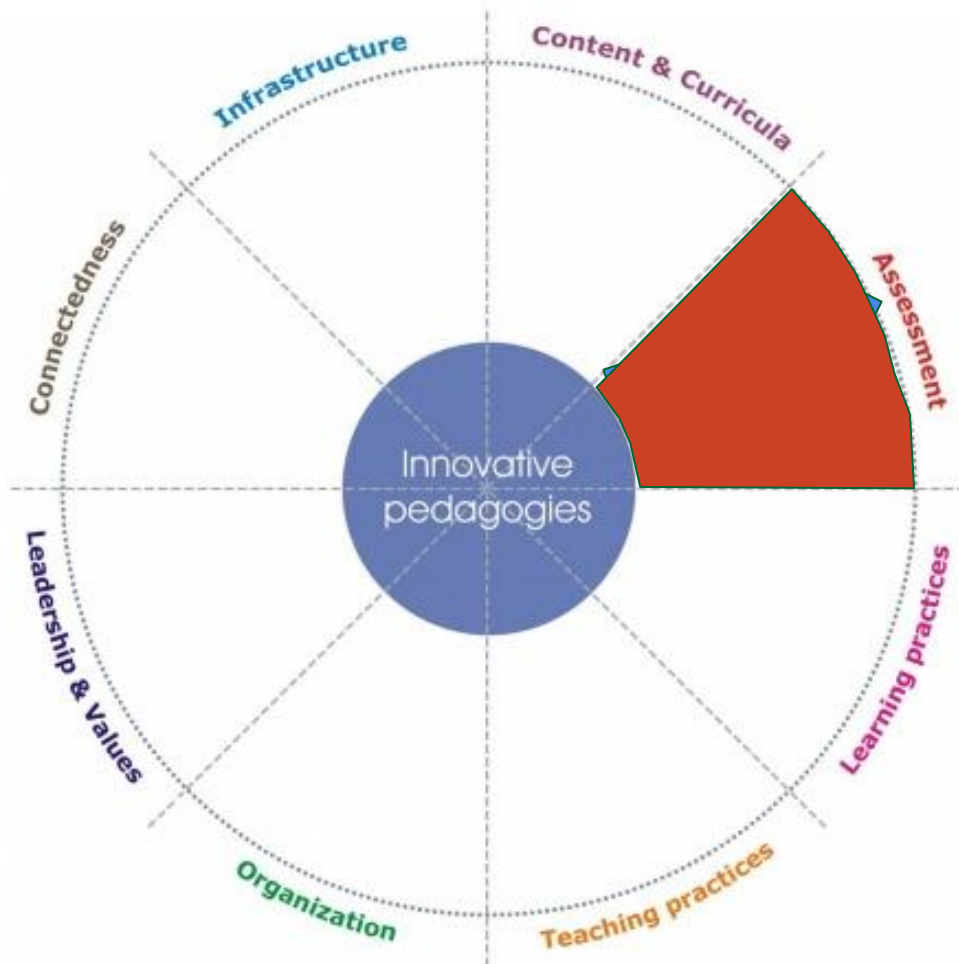 Infrastructure
Content & Curricula
Connectedness
Assessment
Innovative
pedagogies
Leadership & Values
Learning practices
Organization
Teaching practices